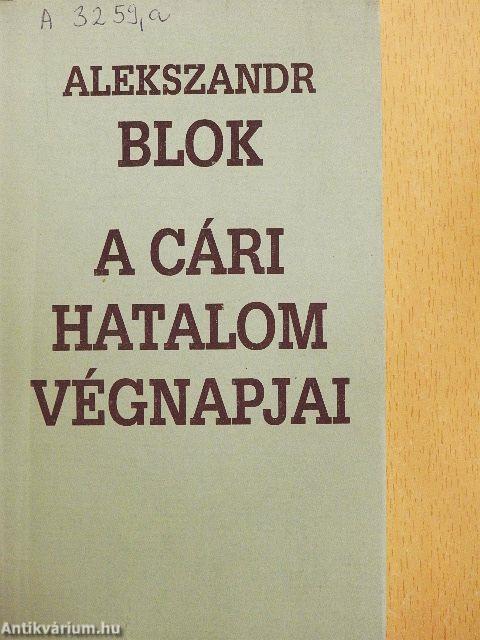 A 3259,a
ALEKSZANDR
BLOK
A CÁRI
HATALOM
VÉGNAPJAI
Antikvárium.hu